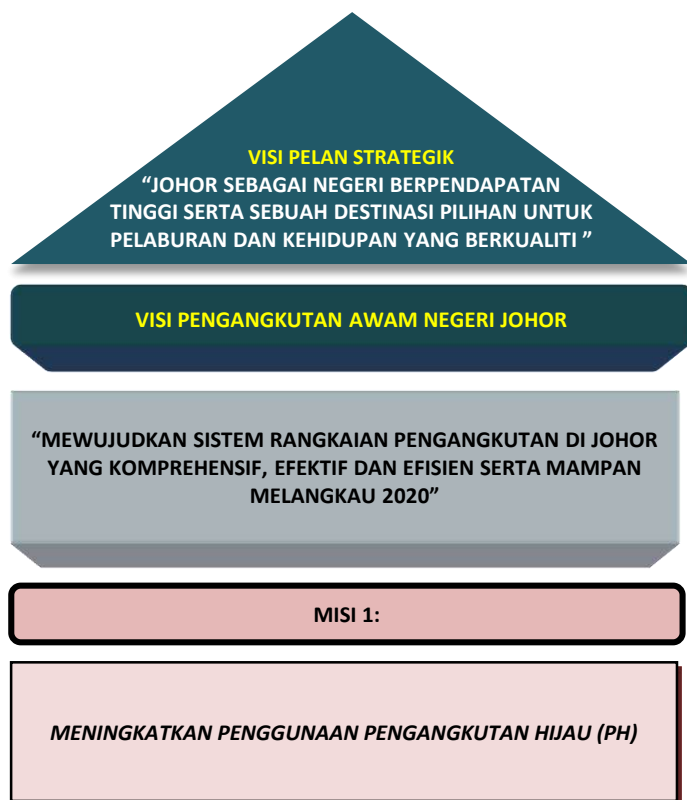 VISI PELAN STRATEGIK
“JOHOR SEBAGAI NEGERI BERPENDAPATAN
TINGGI SERTA SEBUAH DESTINASI PILIHAN UNTUK
PELABURAN DAN KEHIDUPAN YANG BERKUALITI ”
VISI PENGANGKUTAN AWAM NEGERI JOHOR
“MEWUJUDKAN SISTEM RANGKAIAN PENGANGKUTAN DI JOHOR
YANG KOMPREHENSIF, EFEKTIF DAN EFISIEN SERTA MAMPAN
MELANGKAU 2020”
MISI 1:
MENINGKATKAN PENGGUNAAN PENGANGKUTAN HIJAU (PH)